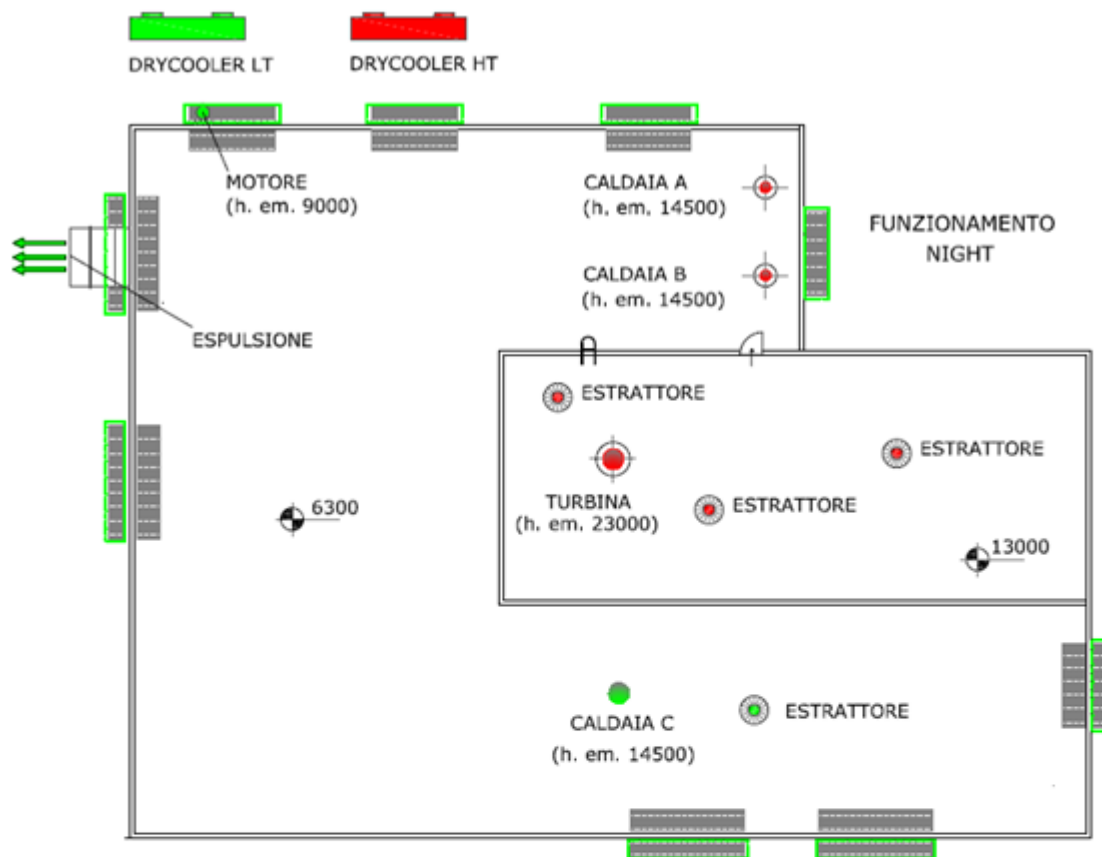 DRYCOOLER LT
DRYCOOLER HT
MOTORE
(h. em. 9000)
CALDAIA A
(h. em. 14500)
FUNZIONAMENTO
NIGHT
CALDAIA B
(h. em. 14500)
ESPULSIONE
ESTRATTORE
ESTRATTORE
TURBINA
(h. em. 23000)
ESTRATTORE
6300
13000
CALDAIA C
(h. em. 14500)
ESTRATTORE